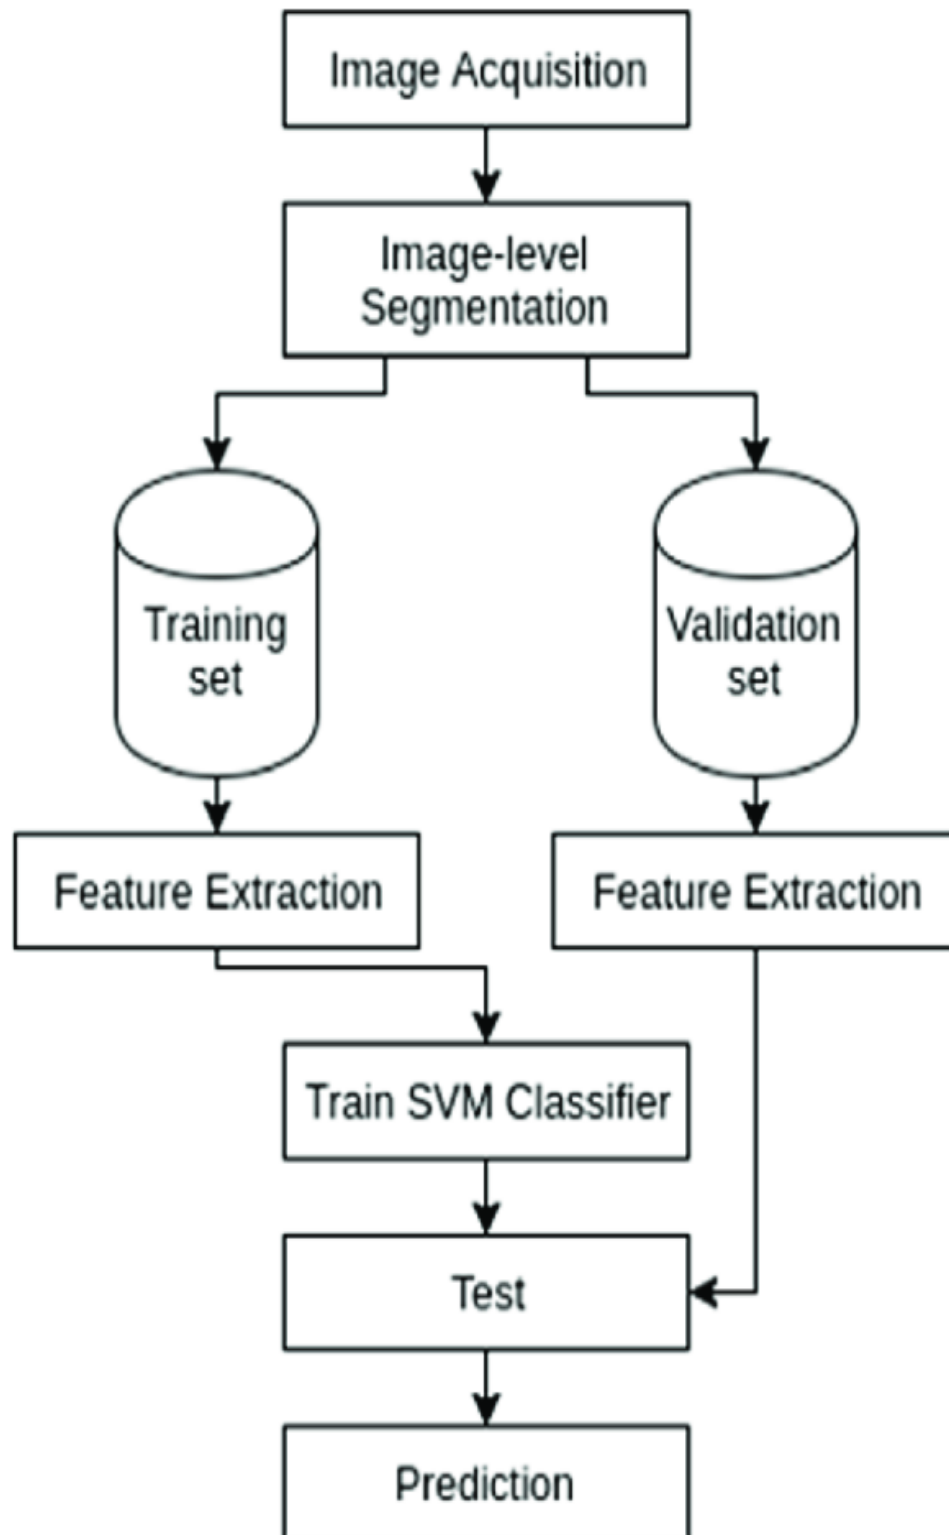 Image Acquisition
Image-level
Segmentation
Training
set
Validation
set
Feature Extraction
Feature Extraction
Train SVM Classifier
Test
Prediction